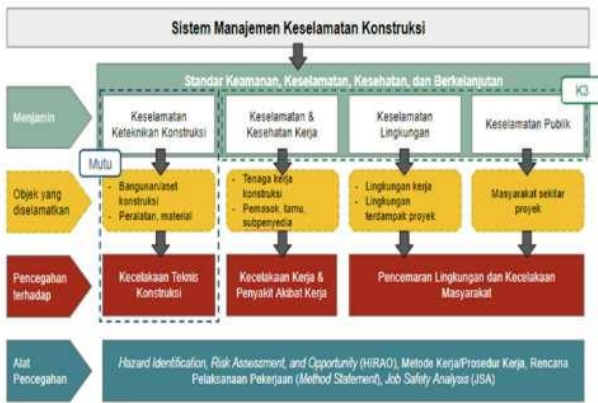 Sistem Manajemen Keselamatan Konstruksi
Standar Keamanan, Keselamatan, Kesehatan, dan Berkelanjutan
K3
Menjamin
Keselamatan
Keteknikan Konstruksi
Keselamatan &
Kesehatan Kerja
Keselamatan
Lingkungan
Keselamatan Publik
Mutu
Objek yang
diselamatkan
- Bangunan/aset
konstruksi
- Peralatan, material
- Tenaga kerja
konstruksi
- Pemasok, tamu,
subpenyedia
- Lingkungan kerja
- Lingkungan
terdampak proyek
Masyarakat sekitar
proyek
Pencegahan
terhadap
Kecelakaan Teknis
Konstruksi
Kecelakaan Kerja &
Penyakit Akibat Kerja
Pencemaran Lingkungan dan Kecelakaan
Masyarakat
Alat
Pencegahan
Hazard Identification, Risk Assessment, and Opportunity (HIRAO), Metode Kerja/Prosedur Kerja, Rencana
Pelaksanaan Pekerjaan (Method Statement), Job Safety Analysis (JSA)